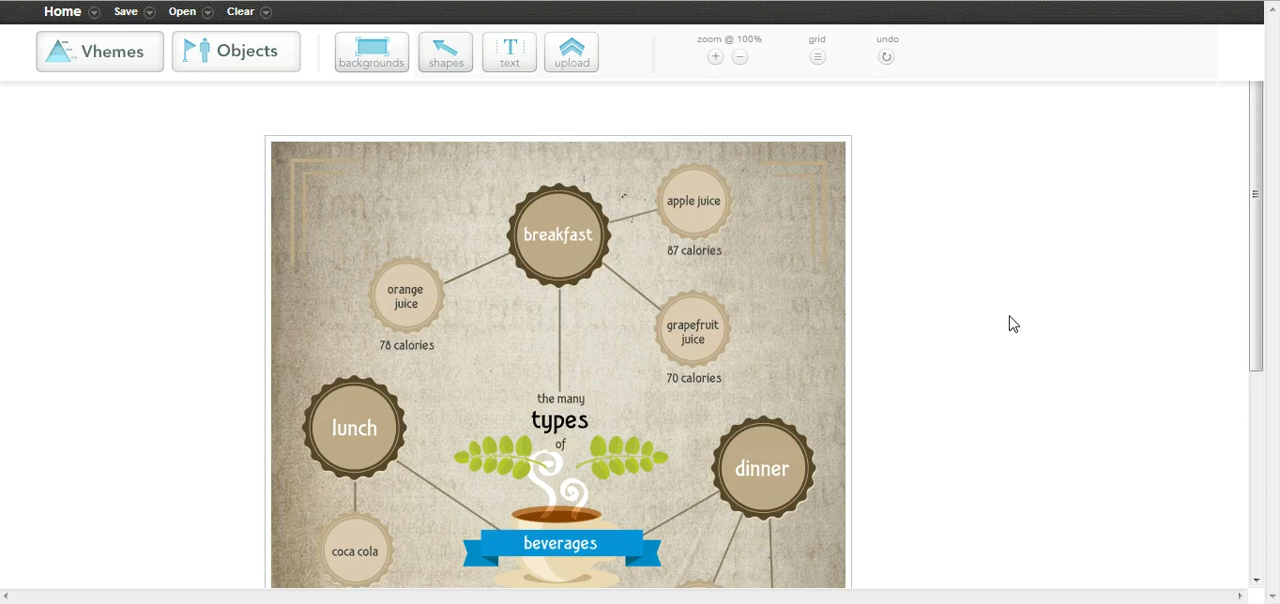 Home
Save
Open
Clear
Vhemes
Objects
backgrounds
shapes
text
upload
zoom @ 100%
grid
undo
breakfast
apple juice
87 calories
orange
juice
78 calories
grapefruit
juice
70 calories
the many
types
of
lunch
dinner
coca cola
beverages